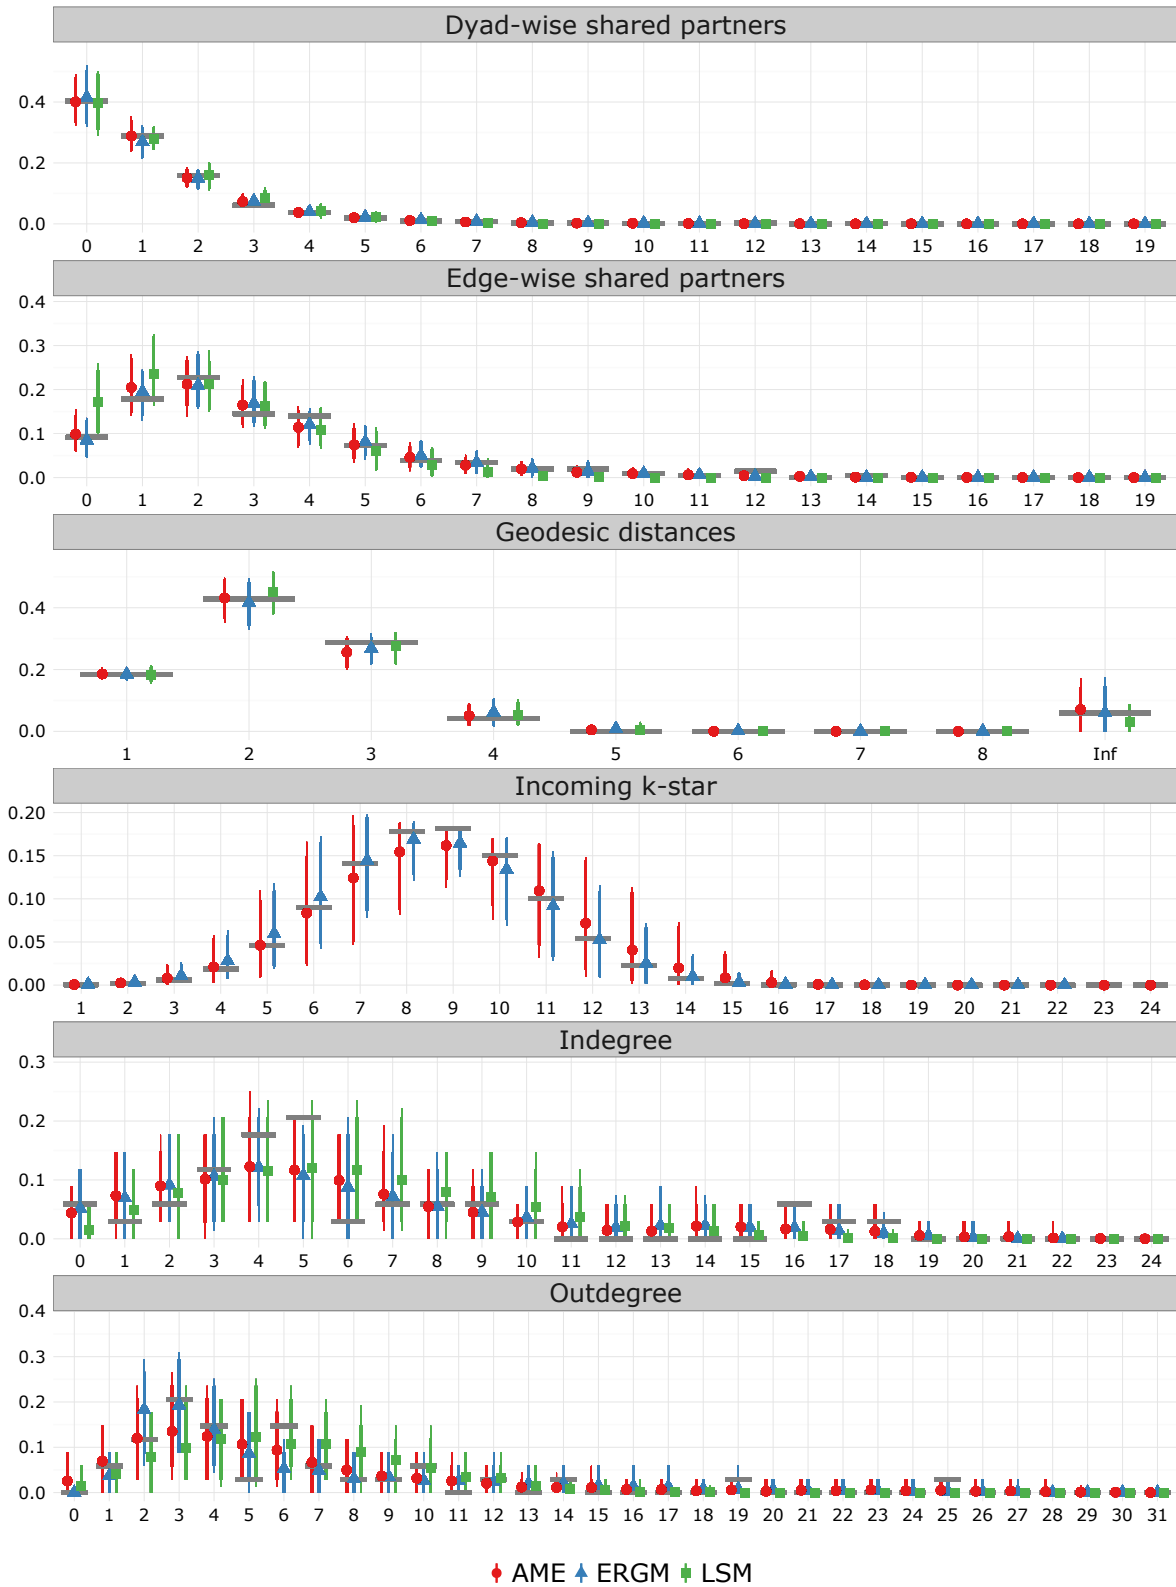 Dyad-wise shared partners
0.4
0.2
0.0
0 1 2 3 4 5 6 7 8 9 10 11 12 13 14 15 16 17 18 19
Edge-wise shared partners
0.4
0.3
0.2
0.1
0.0
0 1 2 3 4 5 6 7 8 9 10 11 12 13 14 15 16 17 18 19
Geodesic distances
0.4
0.2
0.0
1 2 3 4 5 6 7 8 Inf
Incoming k-star
0.20
0.15
0.10
0.05
0.00
1 2 3 4 5 6 7 8 9 10 11 12 13 14 15 16 17 18 19 20 21 22 23 24
Indegree
0.3
0.2
0.1
0.0
0 1 2 3 4 5 6 7 8 9 10 11 12 13 14 15 16 17 18 19 20 21 22 23 24
Outdegree
0.4
0.3
0.2
0.1
0.0
0 1 2 3 4 5 6 7 8 9 10 11 12 13 14 15 16 17 18 19 20 21 22 23 24 25 26 27 28 29 30 31
AME ERGM LSM